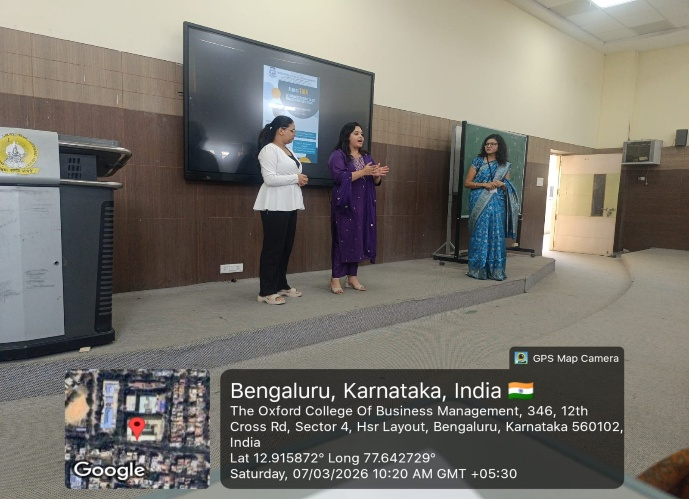 GPS Map Camera
Bengaluru, Karnataka, India
The Oxford College Of Business Management, 346, 12th
Cross Rd, Sector 4, Hsr Layout, Bengaluru, Karnataka 560102,
India
Lat 12.915872° Long 77.642729°
Saturday, 07/03/2026 10:20 AM GMT +05:30
Google